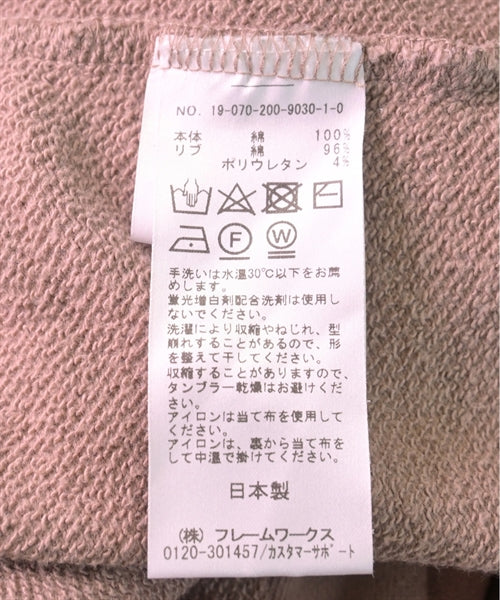 NO. 19-070-200-9030-1-0
本体 綿 100%
リブ 綿 96%
ポリウレタン 4%
F W
手洗いは水温30℃以下をお薦
めします。
蛍光増白剤配合洗剤は使用し
ないでください。
洗濯により収縮やねじれ、型
崩れすることがあるので、形
を整えて干してください。
収縮することがありますので、
タンブラー乾燥はお避けくださ
い。
アイロンは当て布を使用して
ください。
アイロンは、裏から当て布を
して中温で掛けてください。
日本製
(株) フレームワークス
0120-301457/カスタマーサポート